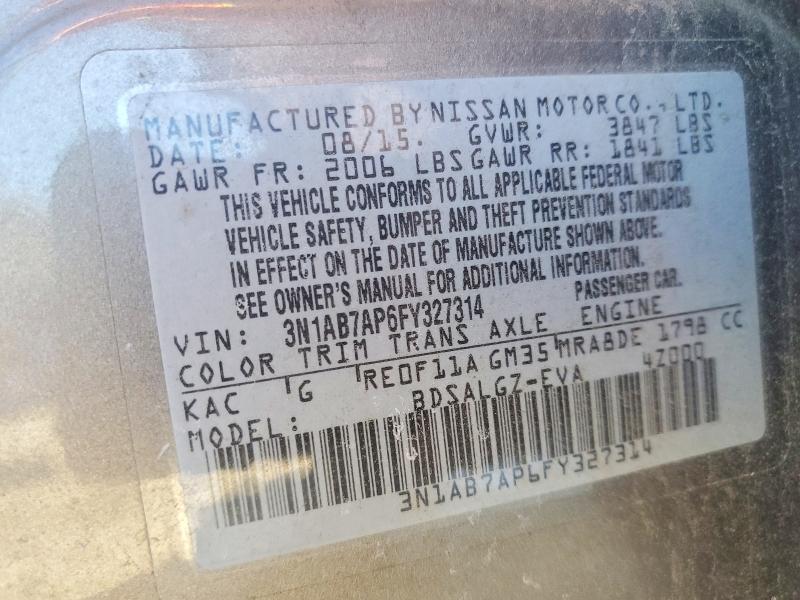 MANUFACTURED BY NISSAN MOTOR CO., LTD.
DATE: 08/15. GVWR: 3847 LBS
GAWR FR: 2006 LBS GAWR RR: 1841 LBS
THIS VEHICLE CONFORMS TO ALL APPLICABLE FEDERAL MOTOR
VEHICLE SAFETY, BUMPER AND THEFT PREVENTION STANDARDS
IN EFFECT ON THE DATE OF MANUFACTURE SHOWN ABOVE.
SEE OWNER'S MANUAL FOR ADDITIONAL INFORMATION.
VIN: 3N1AB7AP6FY327314 PASSENGER CAR.
COLOR TRIM TRANS AXLE ENGINE
KAC G RE0F11A GM35 MRA8DE 1798 CC
MODEL: BDSALGZ-EVA 4Z000
3N1AB7AP6FY327314